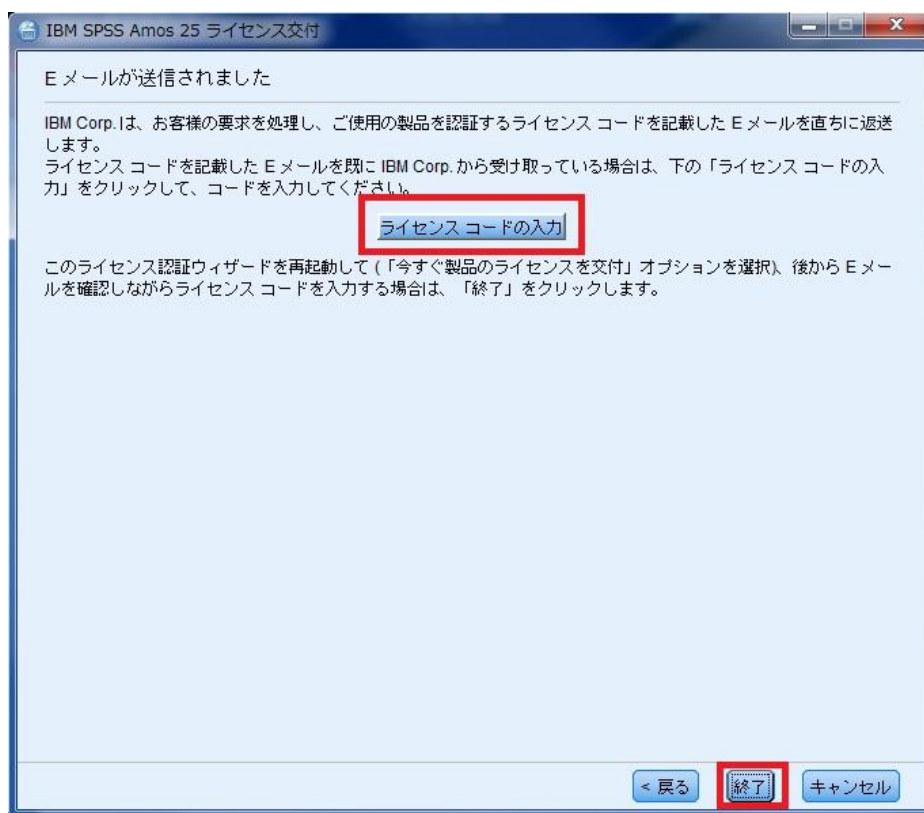 IBM SPSS Amos 25 ライセンス交付
E メールが送信されました
IBM Corp. は、お客様の要求を処理し、ご使用の製品を認証するライセンス コードを記載した E メールを直ちに返送
します。
ライセンス コードを記載した E メールを既に IBM Corp. から受け取っている場合は、下の「ライセンス コードの入
力」をクリックして、コードを入力してください。
ライセンス コードの入力
このライセンス認証ウィザードを再起動して (「今すぐ製品のライセンスを交付」オプションを選択)、後から E メー
ルを確認しながらライセンス コードを入力する場合は、「終了」をクリックします。
< 戻る
終了
キャンセル